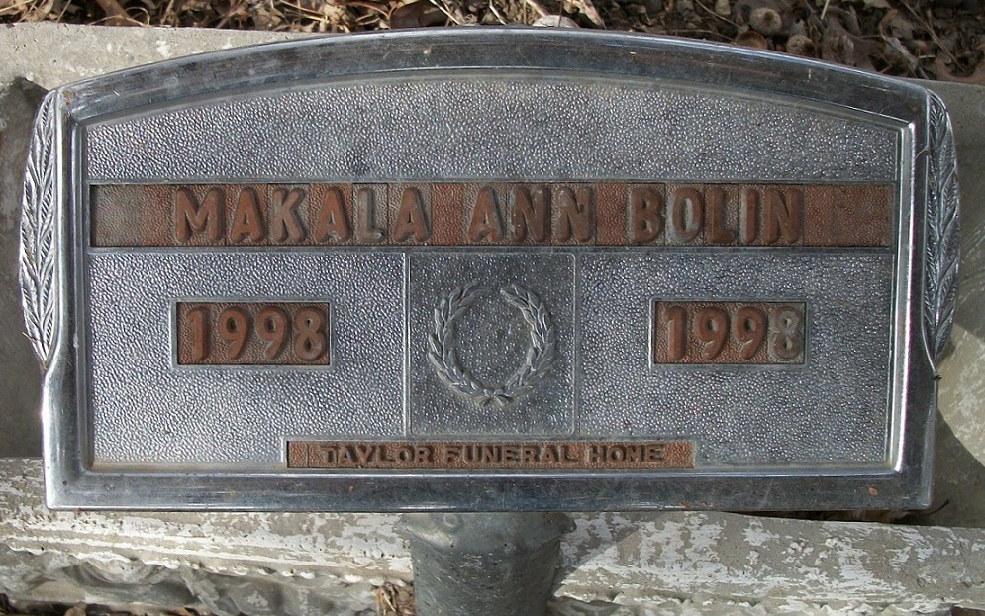 MAKALA ANN BOLIN
1998 1998
TAYLOR FUNERAL HOME